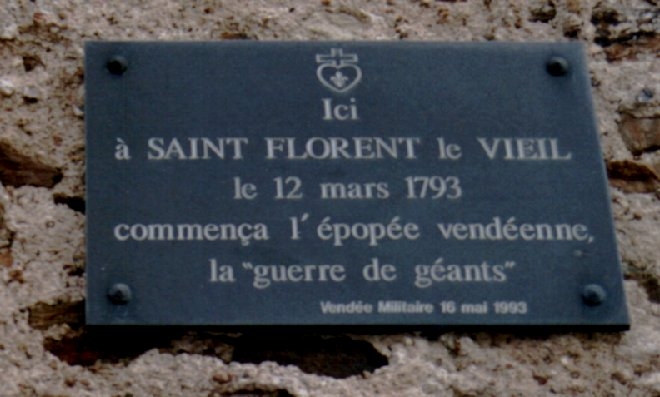 Ici
à SAINT FLORENT le VIEIL
le 12 mars 1793
commença l'épopée vendéenne,
la "guerre de géants"
Vendée Militaire 16 mai 1993